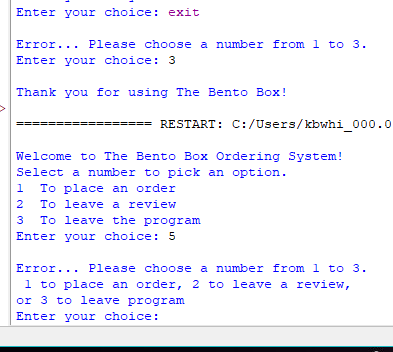 Enter your choice: exit
Error... Please choose a number from 1 to 3.
Enter your choice: 3
Thank you for using The Bento Box!
================= RESTART: C:/Users/kbwhi_000.0
Welcome to The Bento Box Ordering System!
Select a number to pick an option.
1  To place an order
2  To leave a review
3  To leave the program
Enter your choice: 5
Error... Please choose a number from 1 to 3.
 1 to place an order, 2 to leave a review,
or 3 to leave program
Enter your choice: